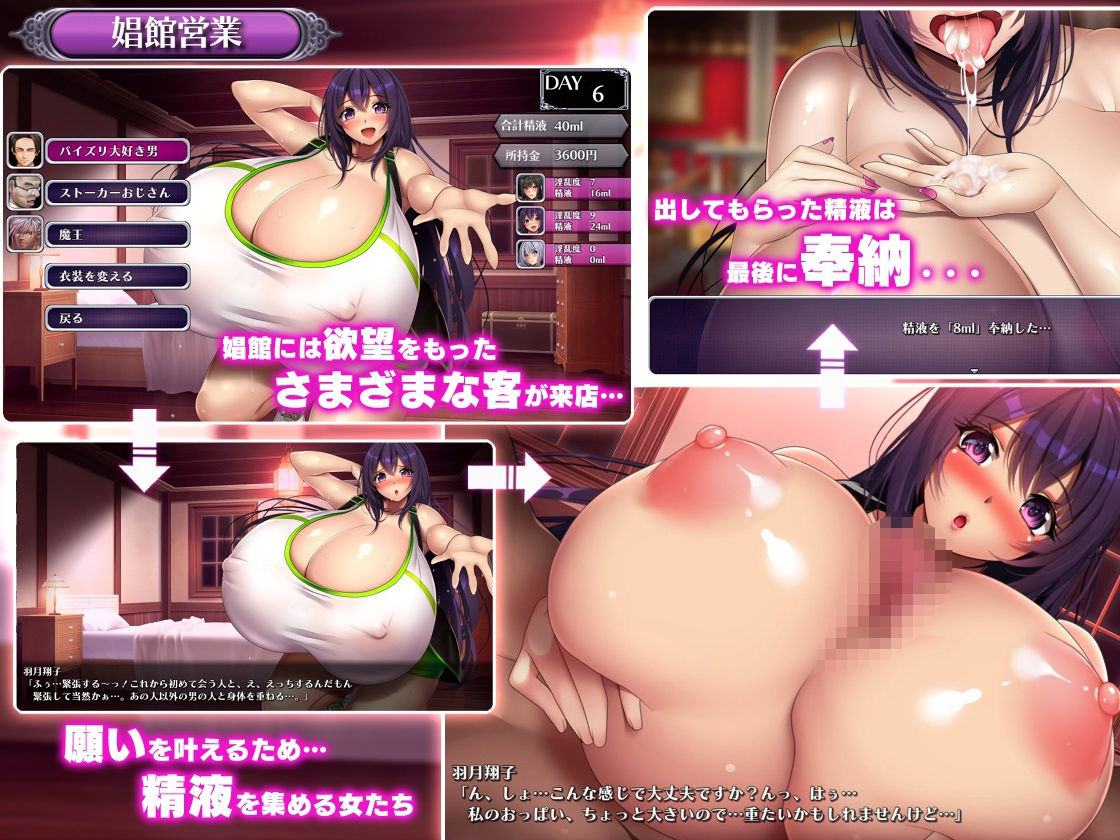 娼館営業
DAY 6
合計精液 40ml
所持金 3600円
バイズリ大好き男
ストーカーおじさん
魔王
衣装を変える
戻る
淫乱度 7
精液 16ml
淫乱度 9
精液 24ml
淫乱度 0
精液 0ml
娼館には欲望をもった
さまざまな客が来店…
羽月翔子
「ふぅ…緊張する～っ！これから初めて会う人と、え、えっちするんだもん
緊張して当然かぁ…。あの人以外の男の人と身体を重ねる…。」
願いを叶えるため…
精液を集める女たち
羽月翔子
「ん、しょ…こんな感じで大丈夫ですか？んっ、はぅ…
私のおっぱい、ちょっと大きいので…重たいかもしれませんけど…」
出してもらった精液は
最後に奉納・・・
精液を「8ml」奉納した…